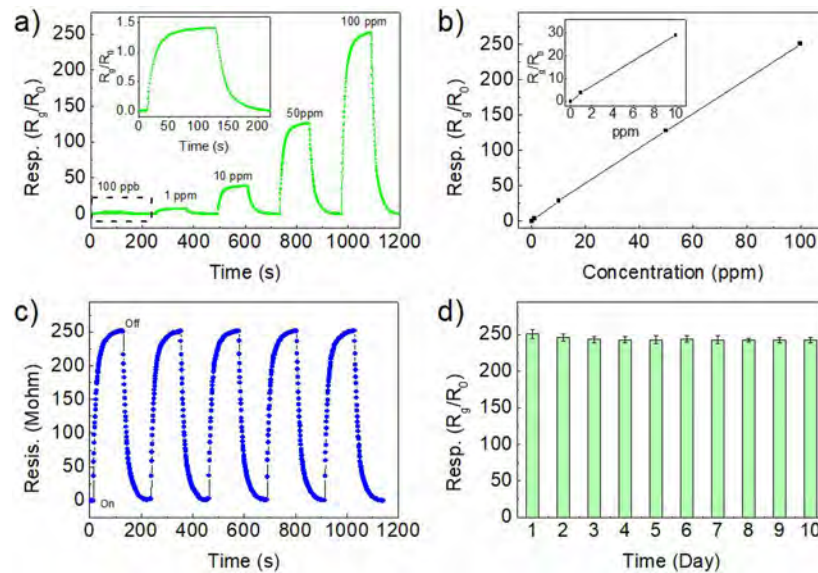 a)
Resp. (Rg/R0)
250
200
150
100
50
0
0 200 400 600 800 1000 1200
Time (s)
100 ppb
1 ppm
10 ppm
50ppm
100 ppm
Rg/R0
1.5
1.0
0.5
0.0
0 50 100 150 200
Time (s)
b)
Resp. (Rg/R0)
250
200
150
100
50
0
0 20 40 60 80 100
Concentration (ppm)
Rg/R0
30
20
10
0
0 2 4 6 8 10
ppm
c)
Resis. (Mohm)
250
200
150
100
50
0
Off
On
0 200 400 600 800 1000 1200
Time (s)
d)
Resp. (Rg/R0)
300
250
200
150
100
50
0
1 2 3 4 5 6 7 8 9 10
Time (Day)